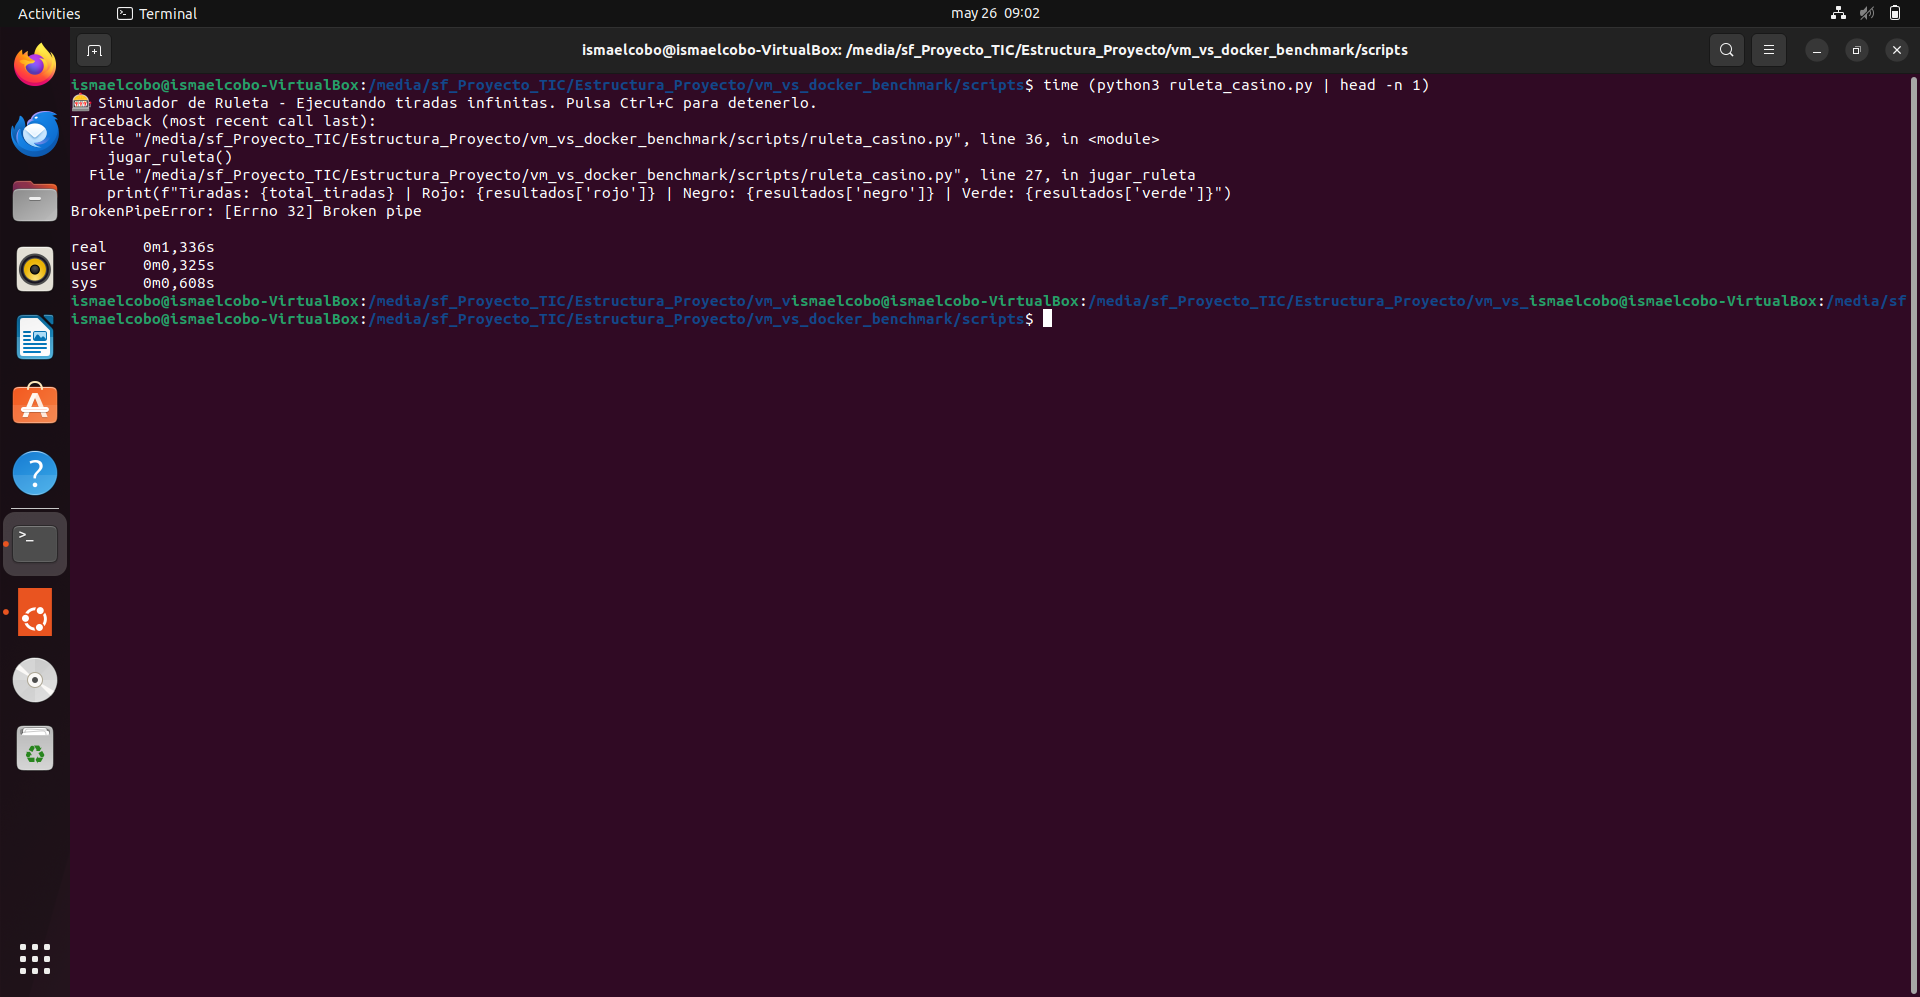 Activities
Terminal
may 26 09:02
ismaelcobo@ismaelcobo-VirtualBox: /media/sf_Proyecto_TIC/Estructura_Proyecto/vm_vs_docker_benchmark/scripts
ismaelcobo@ismaelcobo-VirtualBox:/media/sf_Proyecto_TIC/Estructura_Proyecto/vm_vs_docker_benchmark/scripts$ time (python3 ruleta_casino.py | head -n 1)
🎰 Simulador de Ruleta - Ejecutando tiradas infinitas. Pulsa Ctrl+C para detenerlo.
Traceback (most recent call last):
  File "/media/sf_Proyecto_TIC/Estructura_Proyecto/vm_vs_docker_benchmark/scripts/ruleta_casino.py", line 36, in <module>
    jugar_ruleta()
  File "/media/sf_Proyecto_TIC/Estructura_Proyecto/vm_vs_docker_benchmark/scripts/ruleta_casino.py", line 27, in jugar_ruleta
    print(f"Tiradas: {total_tiradas} | Rojo: {resultados['rojo']} | Negro: {resultados['negro']} | Verde: {resultados['verde']}")
BrokenPipeError: [Errno 32] Broken pipe
real	0m1,336s
user	0m0,325s
sys	0m0,608s
ismaelcobo@ismaelcobo-VirtualBox:/media/sf_Proyecto_TIC/Estructura_Proyecto/vm_vismaelcobo@ismaelcobo-VirtualBox:/media/sf_Proyecto_TIC/Estructura_Proyecto/vm_vs_ismaelcobo@ismaelcobo-VirtualBox:/media/sf
ismaelcobo@ismaelcobo-VirtualBox:/media/sf_Proyecto_TIC/Estructura_Proyecto/vm_vs_docker_benchmark/scripts$